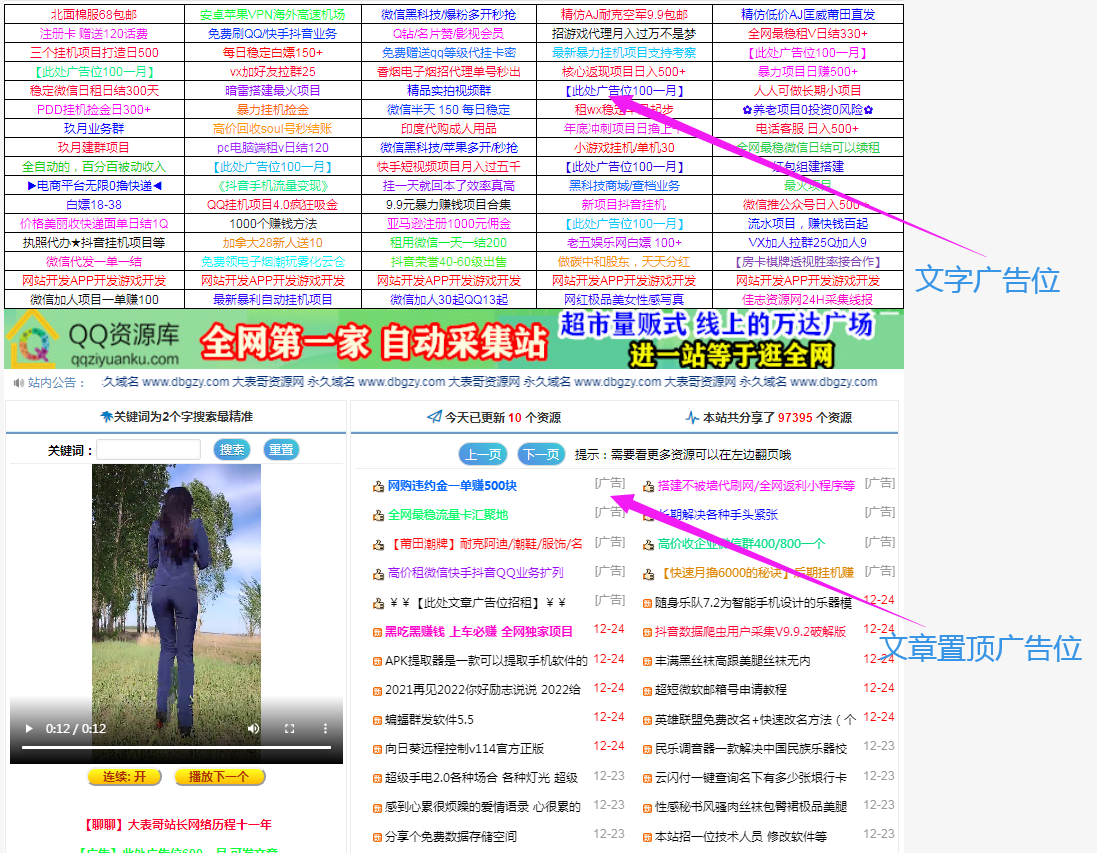 北面棉服68包邮 安卓苹果VPN海外高速机场 微信黑科技/爆粉多开秒抢 精仿AJ耐克空军9.9包邮 精仿低价AJ匡威莆田直发
注册卡 赠送120话费 免费刷QQ/快手抖音业务 Q钻/名片赞/影视会员 招游戏代理月入过万不是梦 全网最稳租V日结330+
三个挂机项目打造日500 每日稳定白嫖150+ 免费赠送qq等级代挂卡密 最新暴力挂机项目支持考察 【此处广告位100一月】
【此处广告位100一月】 vx加好友拉群25 香烟电子烟招代理单号秒出 核心返现项目日入500+ 暴力项目日赚500+
稳定微信日租日结300天 暗雷搭建最火项目 精品实拍视频群 【此处广告位100一月】 人人可做长期小项目
PDD挂机捡金日300+ 暴力挂机捡金 微信半天 150 每日稳定 租wx稳定 起步 ✿养老项目0投资0风险✿
玖月业务群 高价回收soul号秒结账 印度代购成人用品 年底冲刺项目日撸上 电话客服 日入500+
玖月建群项目 pc电脑端租v日结120 微信黑科技/苹果多开/秒抢 小游戏挂机/单机30 全网最稳微信日结可以续租
全自动的，百分百被动收入 【此处广告位100一月】 快手短视频项目月入过五千 【此处广告位100一月】 红包组建搭建
▶电商平台无限0撸快递◀ 《抖音手机流量变现》 挂一天就回本了效率真高 黑科技商城/查档业务 最火项目
白嫖18-38 QQ挂机项目4.0疯狂吸金 9.9元暴力赚钱项目合集 新项目抖音挂机 微信推公众号日入500
价格美丽收快递面单日结1Q 1000个赚钱方法 亚马逊注册1000元佣金 【此处广告位100一月】 流水项目，赚快钱百起
执照代办★抖音挂机项目等 加拿大28新人送10 租用微信一天一结200 老五娱乐网白嫖 100+ VX加人拉群25Q加人9
微信代发一单一结 免费领电子烟潮玩雾化云仓 抖音荣誉40-60级出售 做碳中和股东，天天分红 【房卡棋牌透视胜率接合作】
网站开发APP开发游戏开发 网站开发APP开发游戏开发 网站开发APP开发游戏开发 网站开发APP开发游戏开发 网站开发APP开发游戏开发
微信加人项目一单赚100 最新暴利自动挂机项目 微信加人30起QQ13起 网红极品美女性感写真 佳志资源网24H采集线报
文字广告位
QQ资源库 qqziyuanku.com 全网第一家 自动采集站 超市量贩式 线上的万达广场
进一站等于逛全网
站内公告： 久域名 www.dbgzy.com 大表哥资源网 永久域名 www.dbgzy.com 大表哥资源网 永久域名 www.dbgzy.com 大表哥资源网 永久域名 www.dbgzy.com
关键词为2个字搜索最精准 今天已更新 10 个资源 本站共分享了 97395 个资源
关键词： 搜索 重置 上一页 下一页 提示：需要看更多资源可以在左边翻页哦
网购违约金一单赚500块 [广告] 搭建不被墙代刷网/全网返利小程序等 [广告]
全网最稳流量卡汇聚地 [广告] 长期解决各种手头紧张 [广告]
【莆田潮牌】耐克阿迪/潮鞋/服饰/名 [广告] 高价收企业微信群400/800一个 [广告]
高价租微信快手抖音QQ业务扩列 [广告] 【快速月撸6000的秘诀】后期挂机赚 [广告]
￥￥【此处文章广告位招租】￥￥ [广告] 随身乐队7.2为智能手机设计的乐器模 12-24
黑吃黑赚钱 上车必赚 全网独家项目 12-24 抖音数据爬虫用户采集V9.9.2破解版 12-24
文章置顶广告位
APK提取器是一款可以提取手机软件的 12-24 丰满黑丝袜高跟美腿丝袜无内 12-24
2021再见2022你好励志说说 2022给 12-24 超短微软邮箱号申请教程 12-24
蝙蝠群发软件5.5 12-24 英雄联盟免费改名+快速改名方法（个 12-24
向日葵远程控制v114官方正版 12-24 民乐调音器一款解决中国民族乐器校 12-23
超级手电2.0各种场合 各种灯光 超级 12-23 云闪付一键查询名下有多少张垠行卡 12-23
感到心累很烦躁的爱情语录 心很累的 12-23 性感秘书风骚肉丝袜包臀裙极品美腿 12-23
分享个免费数据存储空间 12-23 本站招一位技术人员 修改软件等 12-23
0:12 / 0:12
连续: 开 播放下一个
【聊聊】大表哥站长网络历程十一年